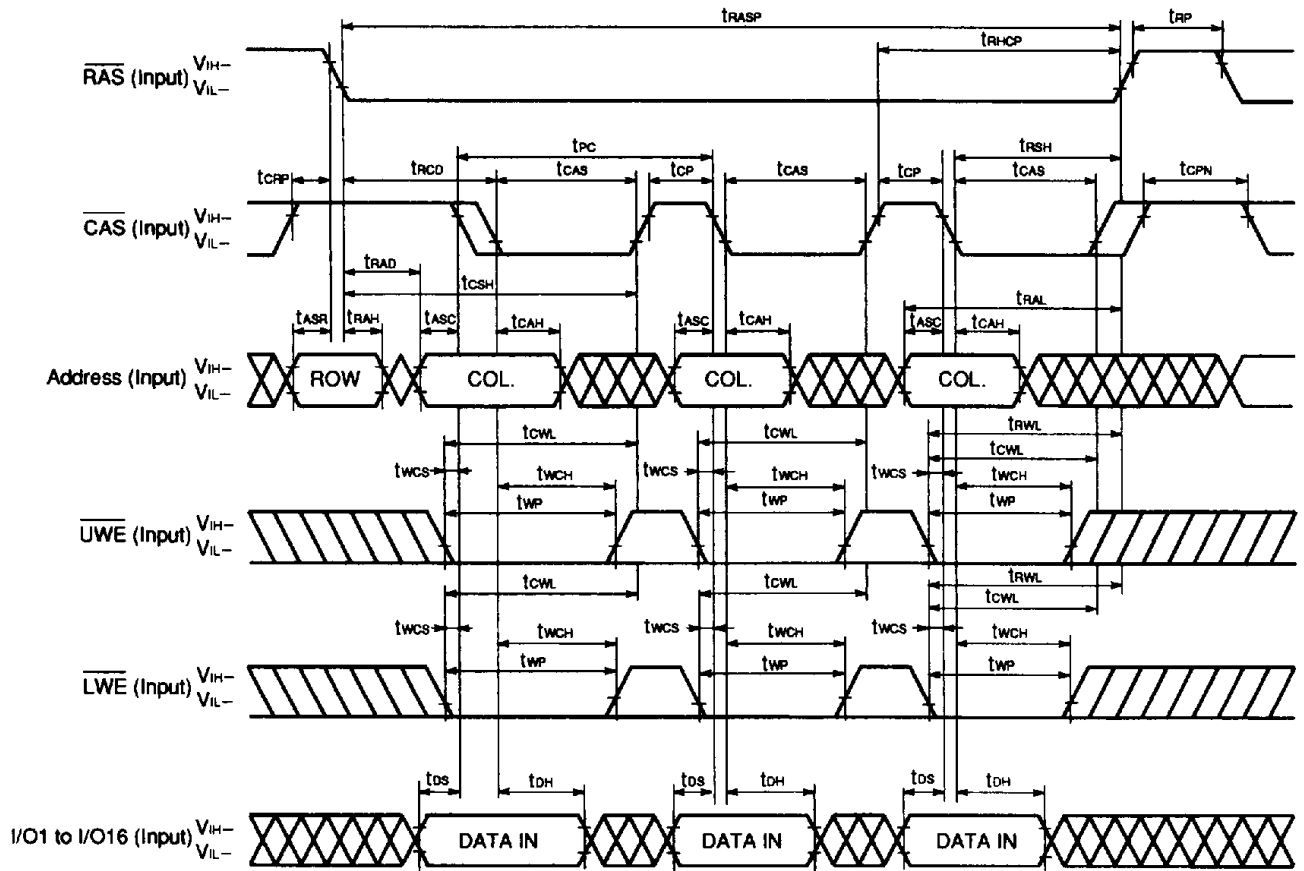 tRASP tRP
tRHCP
RAS (Input) VIH–
VIL–
tPC tRSH
tCRP tRCD tCAS tCP tCAS tCP tCAS tCPN
CAS (Input) VIH–
VIL–
tRAD
tCSH
tRAL
tASR tRAH tASC tCAH tASC tCAH tASC tCAH
Address (Input) VIH–
VIL–
ROW COL. COL. COL.
tCWL tCWL tRWL
tCWL
tWCS tWCH tWCS tWCH tWCS tWCH
tWP tWP tWP
UWE (Input) VIH–
VIL–
tCWL tCWL tRWL
tCWL
tWCS tWCH tWCS tWCH tWCS tWCH
tWP tWP tWP
LWE (Input) VIH–
VIL–
tDS tDH tDS tDH tDS tDH
I/O1 to I/O16 (Input) VIH–
VIL–
DATA IN DATA IN DATA IN